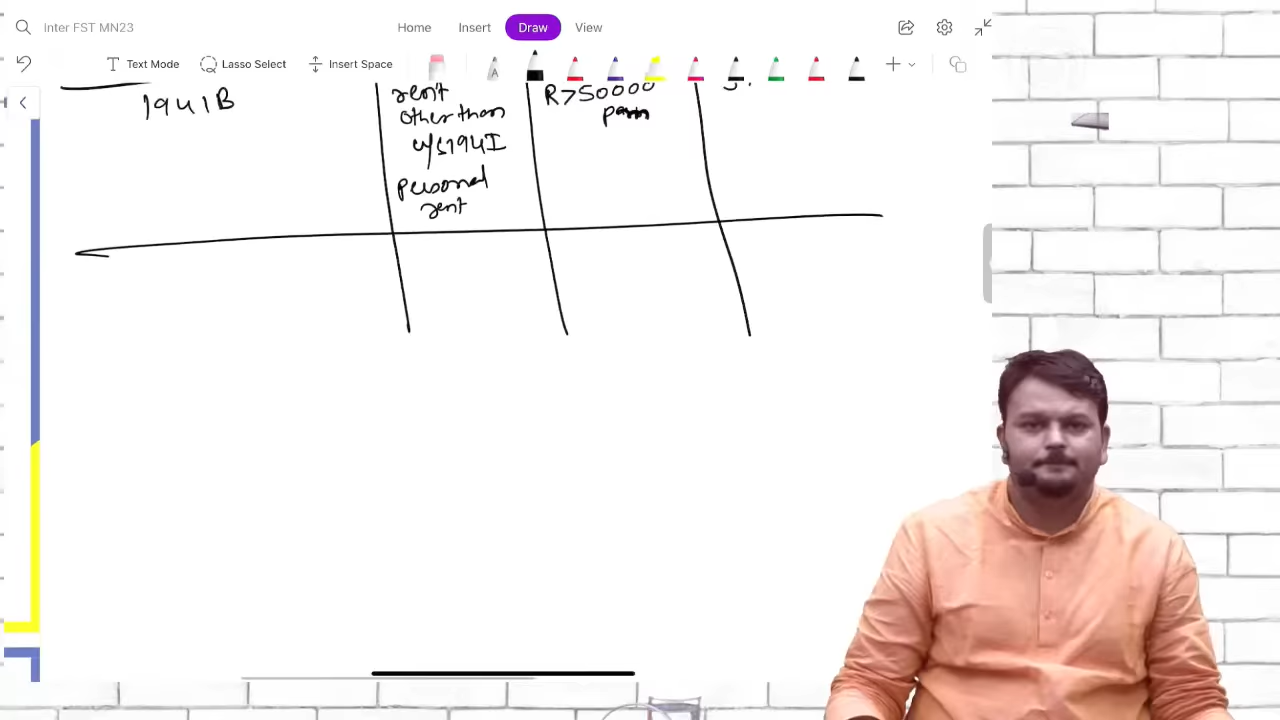 Inter FST MN23
Home Insert Draw View
Text Mode Lasso Select Insert Space
A
194IB
rent
other than
u/s194I
personal
rent
R>50000
pam
5%